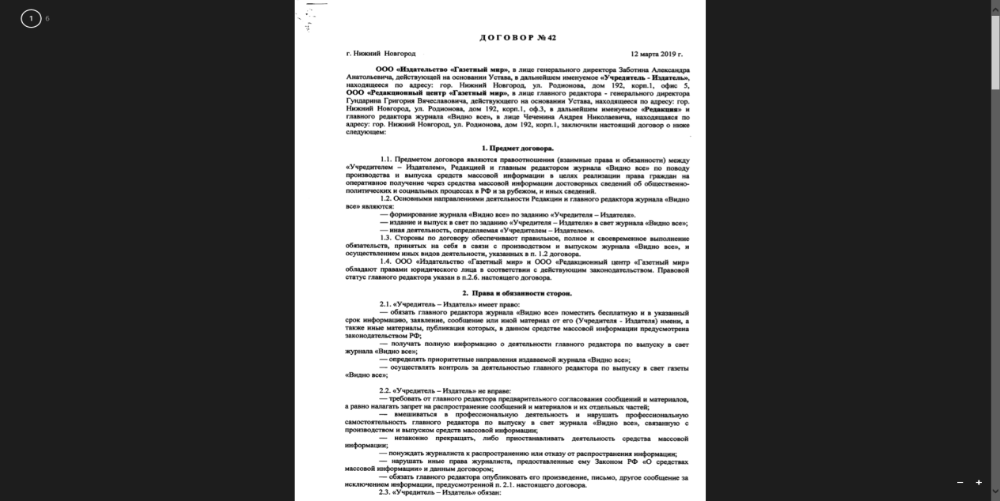 1 6
ДОГОВОР № 42
г. Нижний Новгород 12 марта 2019 г.
ООО «Издательство «Газетный мир», в лице генерального директора Заботина Александра
Анатольевича, действующей на основании Устава, в дальнейшем именуемое «Учредитель - Издатель»,
находящееся по адресу: гор. Нижний Новгород, ул. Родионова, дом 192, корп.1, офис 5,
ООО «Редакционный центр «Газетный мир», в лице главного редактора - генерального директора
Гундарина Григория Вячеславовича, действующего на основании Устава, находящееся по адресу: гор.
Нижний Новгород, ул. Родионова, дом 192, корп.1, оф.3, в дальнейшем именуемое «Редакция» и
главного редактора журнала «Видно все», в лице Чеченина Андрея Николаевича, находящаяся по
адресу: гор. Нижний Новгород, ул. Родионова, дом 192, корп.1, заключили настоящий договор о ниже
следующем:
1. Предмет договора.
1.1. Предметом договора являются правоотношения (взаимные права и обязанности) между
«Учредителем – Издателем», Редакцией и главным редактором журнала «Видно все» по поводу
производства и выпуска средств массовой информации в целях реализации права граждан на
оперативное получение через средства массовой информации достоверных сведений об общественно-
политических и социальных процессах в РФ и за рубежом, и иных сведений.
1.2. Основными направлениями деятельности Редакции и главного редактора журнала «Видно
все» являются:
— формирование журнала «Видно все» по заданию «Учредителя – Издателя».
— издание и выпуск в свет по заданию «Учредителя - Издателя» в свет журнала «Видно все»;
— иная деятельность, определяемая «Учредителем – Издателем».
1.3. Стороны по договору обеспечивают правильное, полное и своевременное выполнение
обязательств, принятых на себя в связи с производством и выпуском журнала «Видно все», и
осуществлением иных видов деятельности, указанных в п. 1.2 договора.
1.4. ООО «Издательство «Газетный мир» и ООО «Редакционный центр «Газетный мир»
обладают правами юридического лица в соответствии с действующим законодательством. Правовой
статус главного редактора указан в п.2.6. настоящего договора.
2. Права и обязанности сторон.
2.1. «Учредитель – Издатель» имеет право:
— обязать главного редактора журнала «Видно все» поместить бесплатную и в указанный
срок информацию, заявление, сообщение или иной материал от его (Учредителя - Издателя) имени, а
также иные материалы, публикация которых, в данном средстве массовой информации предусмотрена
законодательством РФ;
— получать полную информацию о деятельности главного редактора по выпуску в свет
журнала «Видно все»;
— определять приоритетные направления издаваемой журнала «Видно все»;
— осуществлять контроль за деятельностью главного редактора по выпуску в свет газеты
«Видно все»;
2.2. «Учредитель – Издатель» не вправе:
— требовать от главного редактора предварительного согласования сообщений и материалов,
а равно налагать запрет на распространение сообщений и материалов и их отдельных частей;
— вмешиваться в профессиональную деятельность и нарушать профессиональную
самостоятельность главного редактора по выпуску в свет журнала «Видно все», связанную с
производством и выпуском средств массовой информации;
— незаконно прекращать, либо приостанавливать деятельность средства массовой
информации;
— понуждать журналиста к распространению или отказу от распространения информации;
— нарушать иные права журналиста, предоставленные ему Законом РФ «О средствах
массовой информации» и данным договором;
— обязать главного редактора опубликовать его произведение, письмо, другое сообщение за
исключением информации, предусмотренной п. 2.1. настоящего договора.
2.3. «Учредитель – Издатель» обязан: